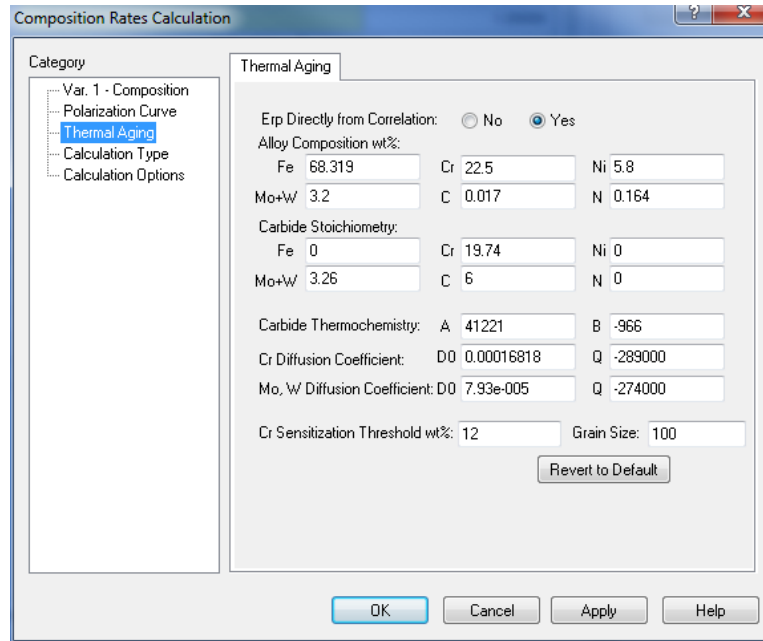 Composition Rates Calculation
?
X
Category
Var. 1 - Composition
Polarization Curve
Thermal Aging
Calculation Type
Calculation Options
Thermal Aging
Erp Directly from Correlation: No Yes
Alloy Composition wt%:
Fe 68.319 Cr 22.5 Ni 5.8
Mo+W 3.2 C 0.017 N 0.164
Carbide Stoichiometry:
Fe 0 Cr 19.74 Ni 0
Mo+W 3.26 C 6 N 0
Carbide Thermochemistry: A 41221 B -966
Cr Diffusion Coefficient: D0 0.00016818 Q -289000
Mo, W Diffusion Coefficient: D0 7.93e-005 Q -274000
Cr Sensitization Threshold wt%: 12 Grain Size: 100
Revert to Default
OK Cancel Apply Help